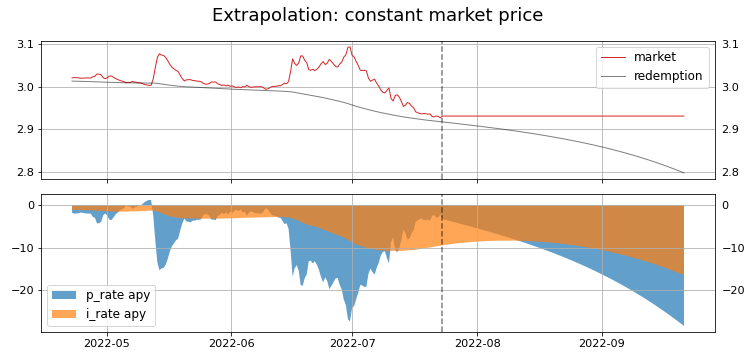 Extrapolation: constant market price
3.1 3.1
market
redemption
3.0 3.0
2.9 2.9
2.8 2.8
0 0
−10 −10
−20 −20
p_rate apy
i_rate apy
2022-05 2022-06 2022-07 2022-08 2022-09